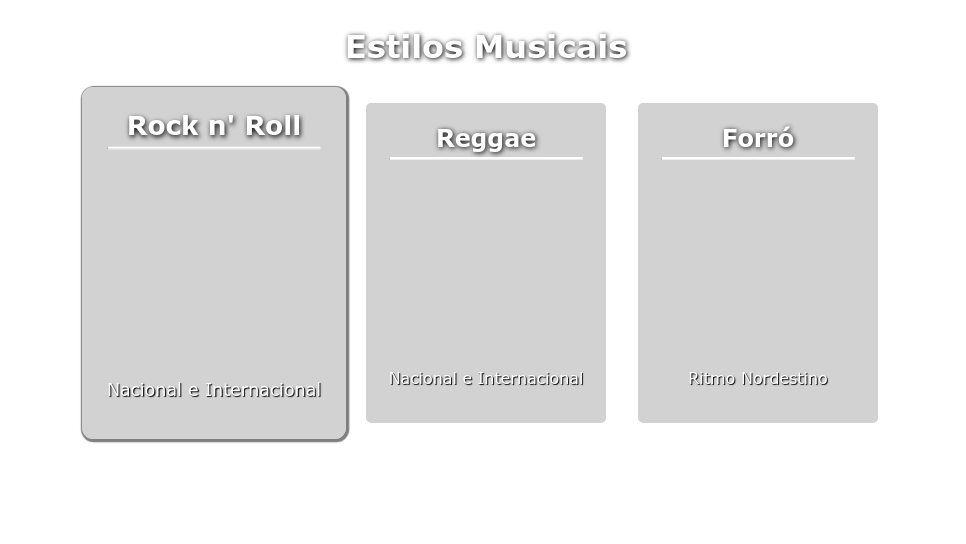 Estilos Musicais
Rock n' Roll
Nacional e Internacional
Reggae
Nacional e Internacional
Forró
Ritmo Nordestino